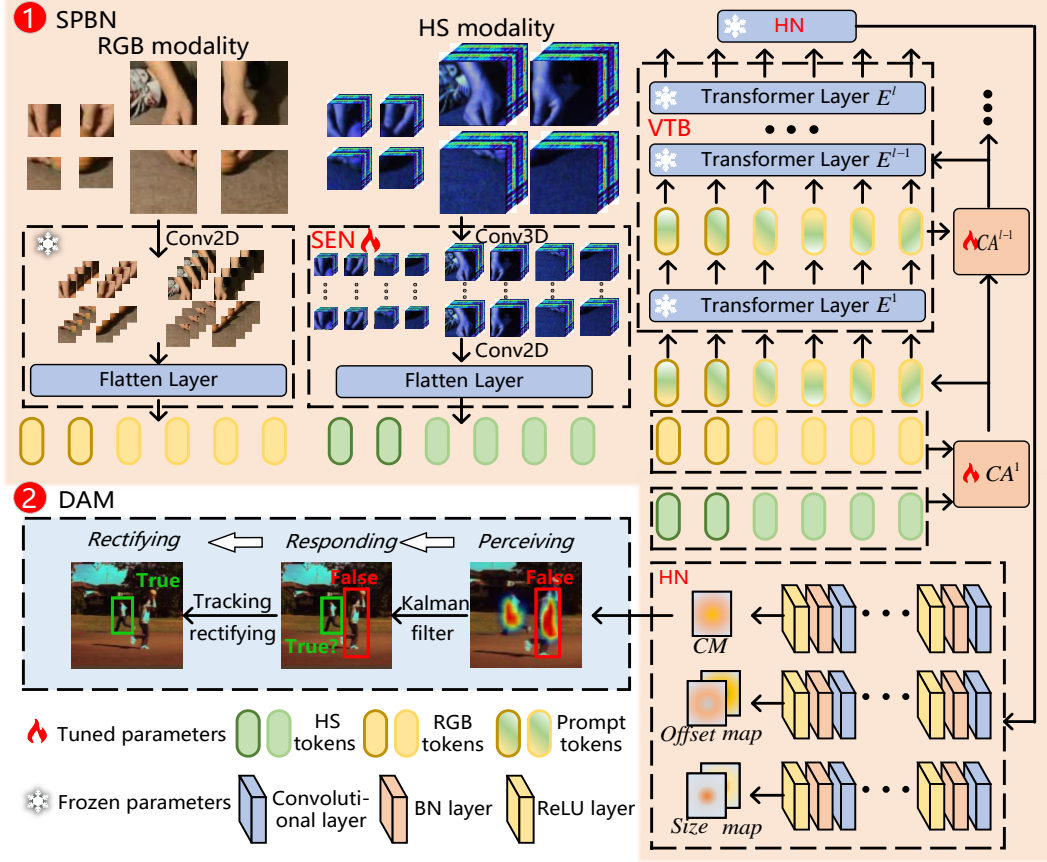 1 SPBN
RGB modality
HS modality
Conv2D
Flatten Layer
SEN
Conv3D
Conv2D
Flatten Layer
HN
Transformer Layer E^l
VTB
Transformer Layer E^{l-1}
CA^{l-1}
Transformer Layer E^1
CA^1
2 DAM
Rectifying
Responding
Perceiving
True
False
False
Tracking
rectifying
Kalman
filter
True?
HN
CM
Offset map
Size map
Tuned parameters
HS
tokens
RGB
tokens
Prompt
tokens
Frozen parameters
Convoluti-
onal layer
BN layer
ReLU layer